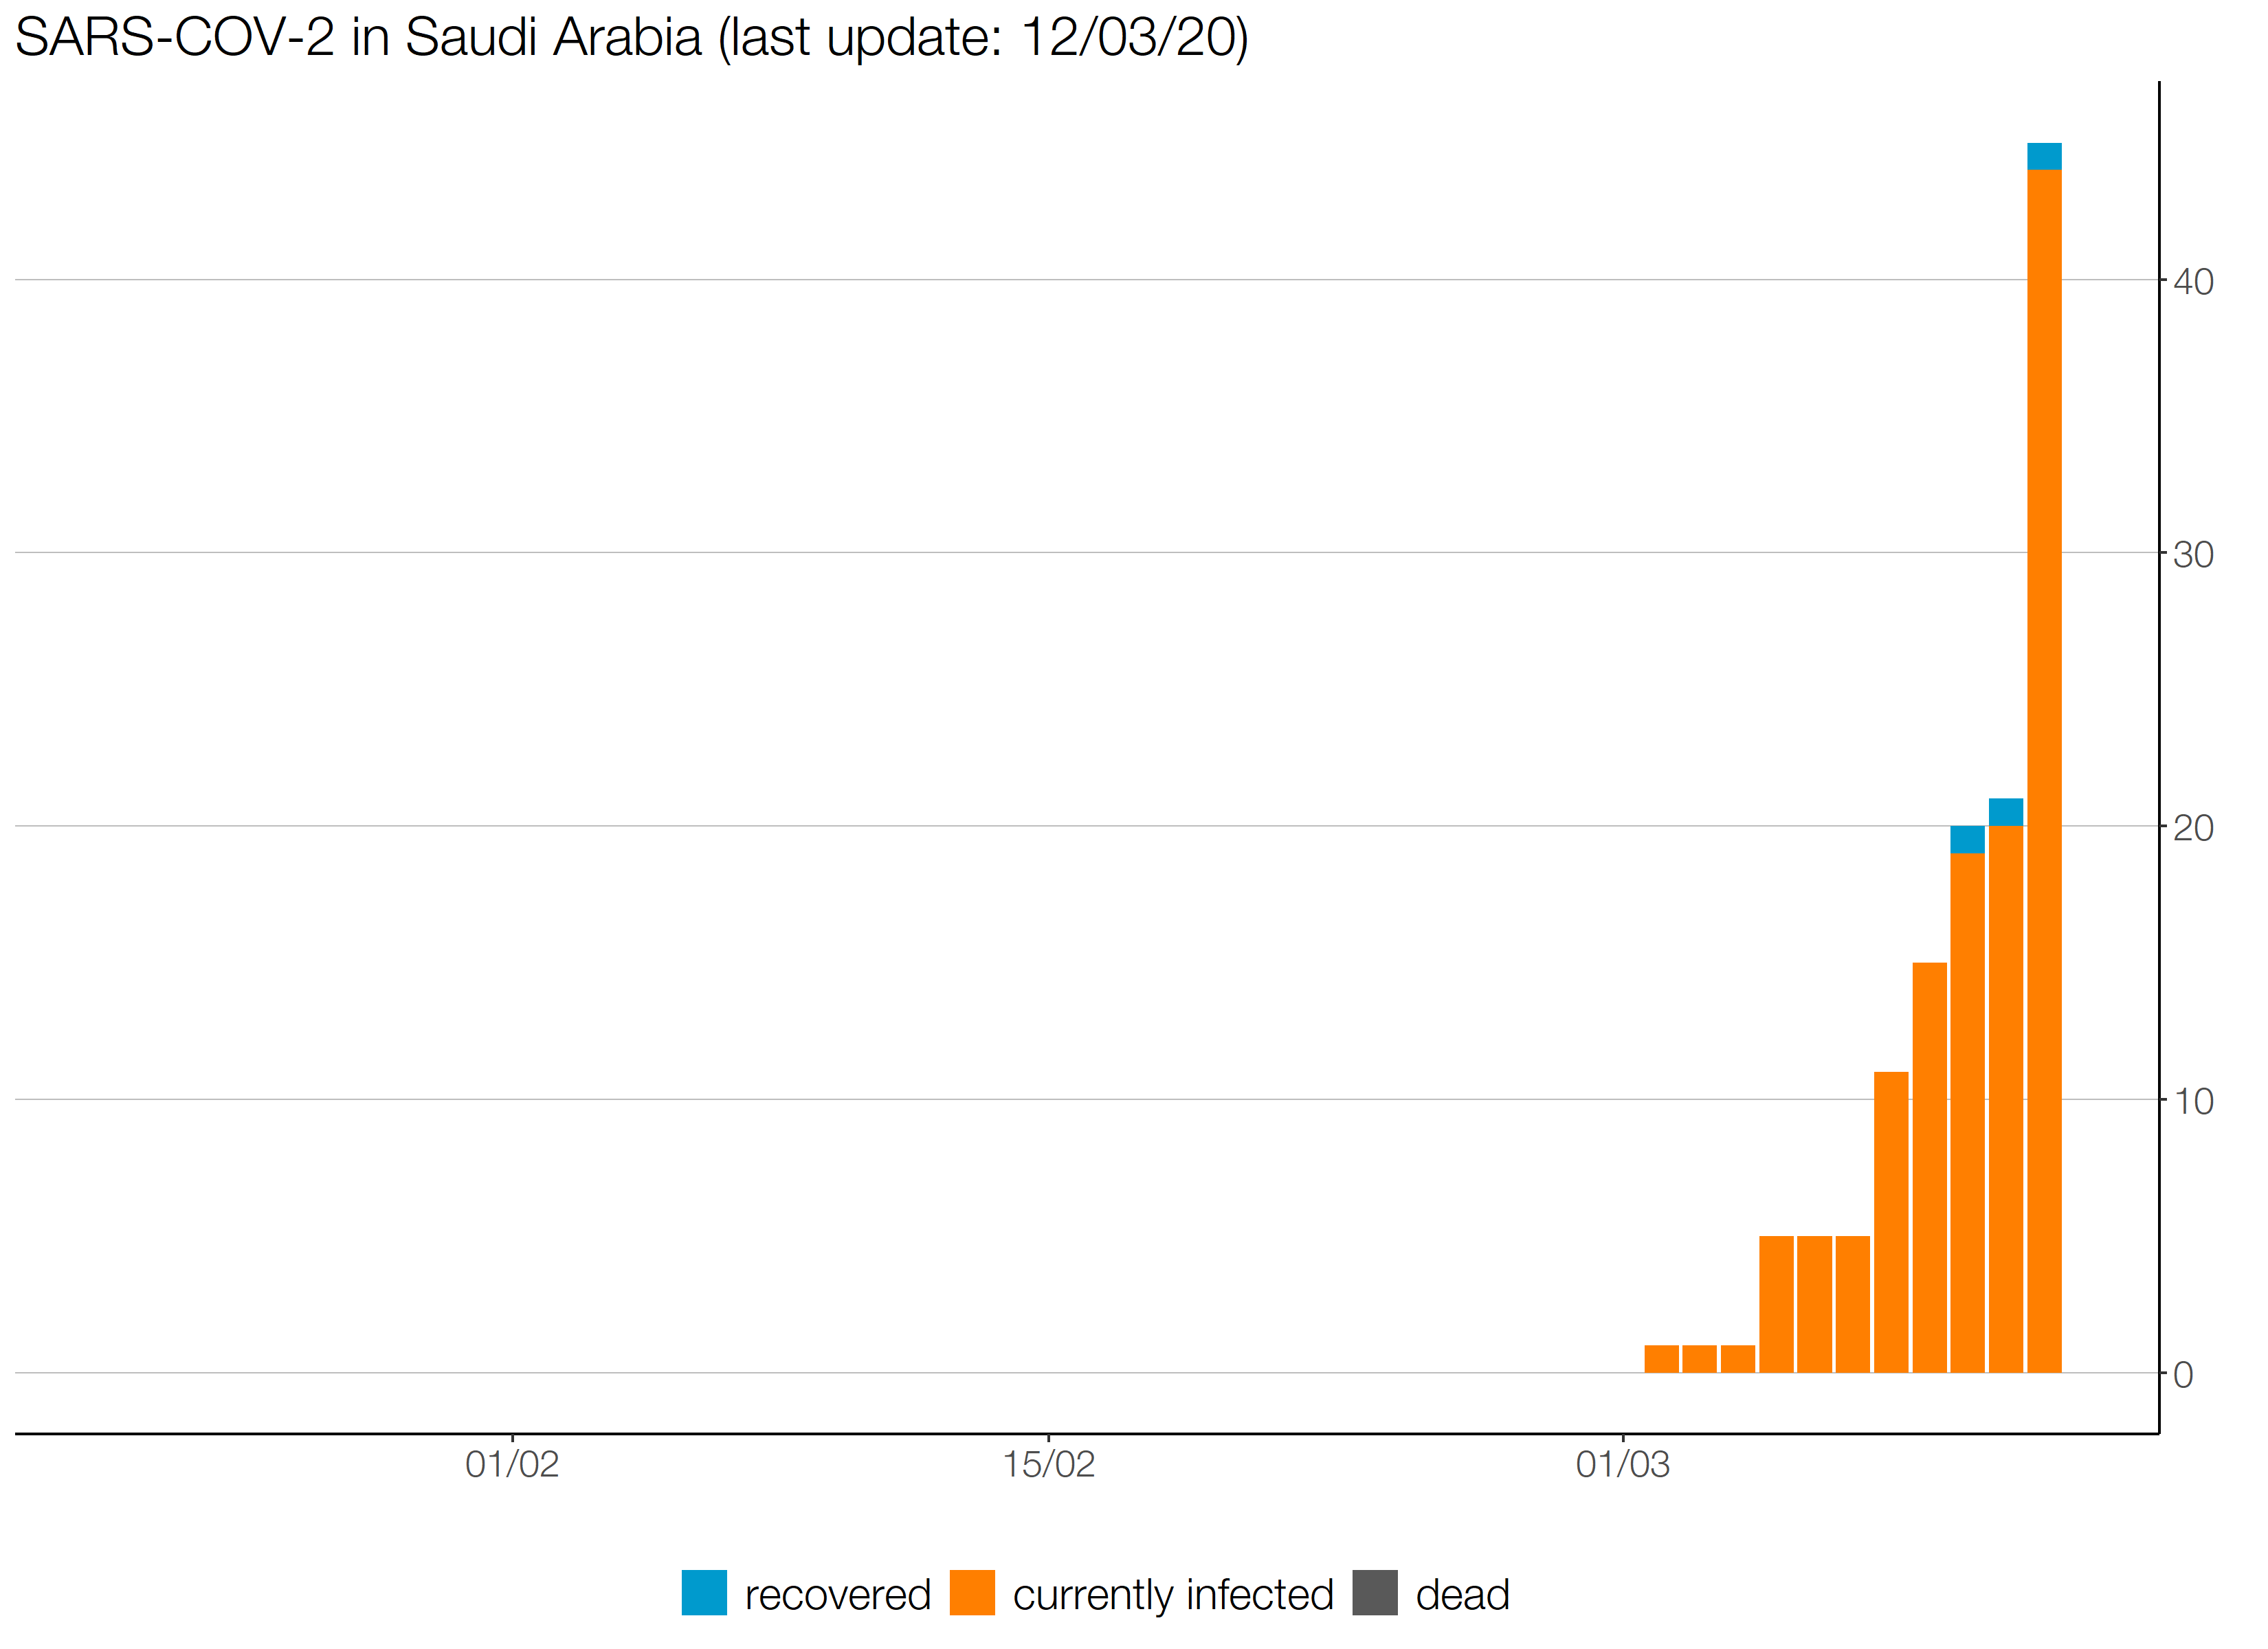 SARS-COV-2 in Saudi Arabia (last update: 12/03/20)
40
30
20
10
0
01/02 15/02 01/03
recovered currently infected dead